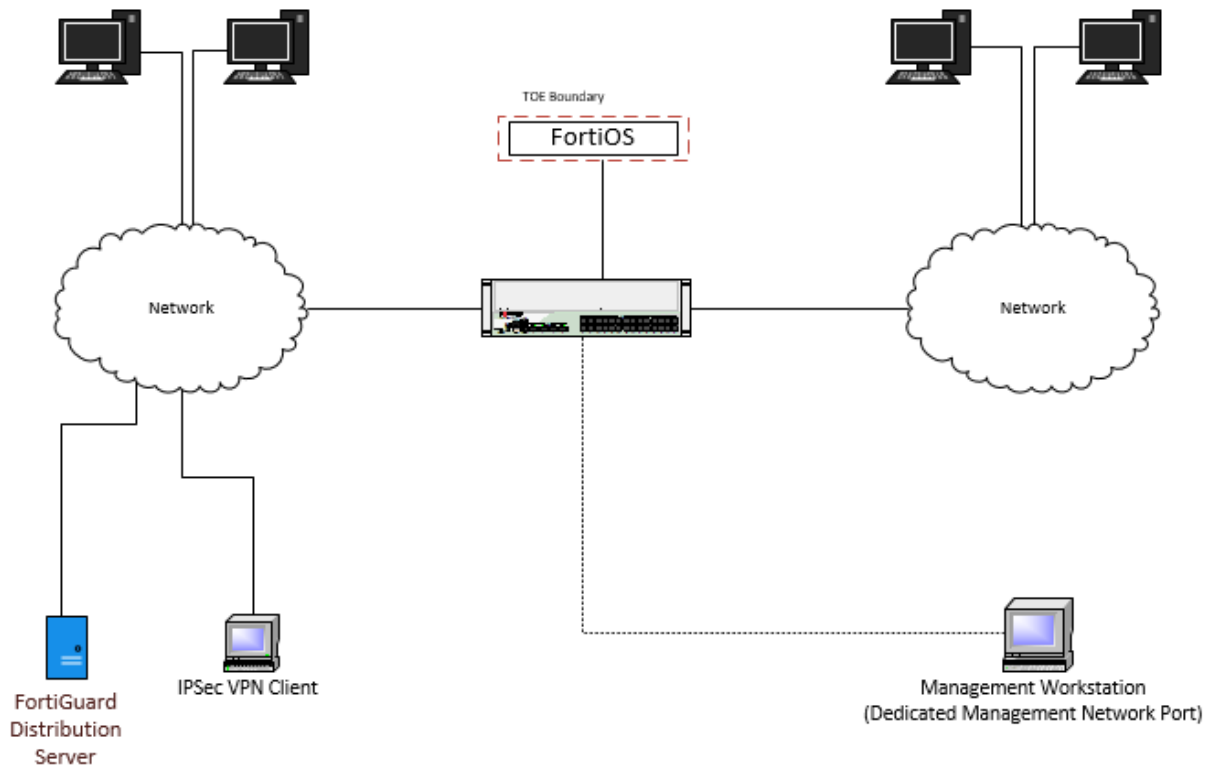 TOE Boundary
FortiOS
Network
Network
FortiGuard
Distribution
Server
IPSec VPN Client
Management Workstation
(Dedicated Management Network Port)